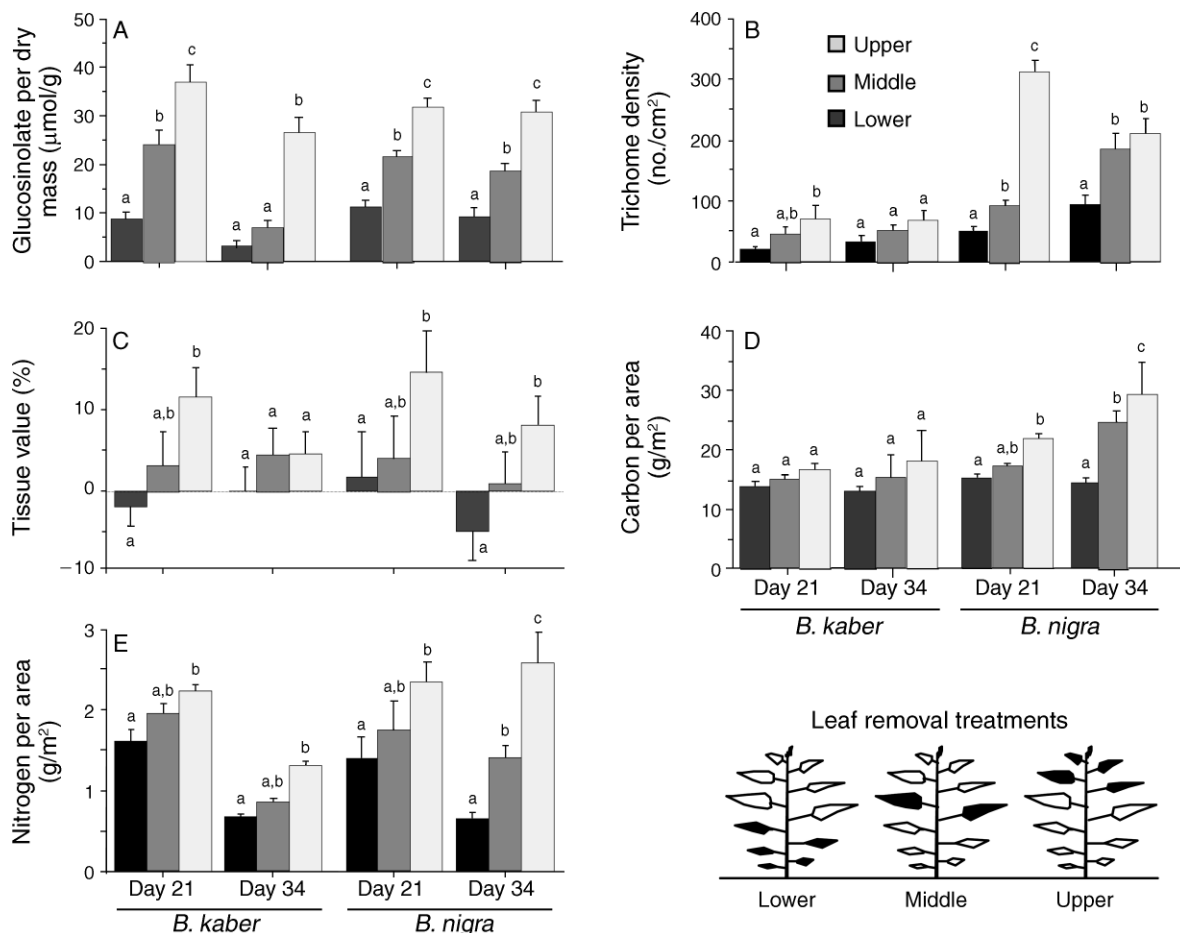 A
Glucosinolate per dry
mass (μmol/g)
50
40
30
20
10
0
a
b
c
a
a
b
a
b
c
a
b
c
B
Upper
Middle
Lower
Trichome density
(no./cm²)
400
300
200
100
0
a
a,b
b
a
a
a
a
b
c
a
b
b
C
Tissue value (%)
20
10
0
−10
a
a,b
b
a
a
a
a
a,b
b
a
a,b
b
D
Carbon per area
(g/m²)
40
30
20
10
0
a
a
a
a
a
a
a
a,b
b
a
b
c
Day 21 Day 34 Day 21 Day 34
B. kaber B. nigra
E
Nitrogen per area
(g/m²)
3
2
1
0
a
a,b
b
a
a,b
b
a
a,b
b
a
b
c
Day 21 Day 34 Day 21 Day 34
B. kaber B. nigra
Leaf removal treatments
Lower Middle Upper